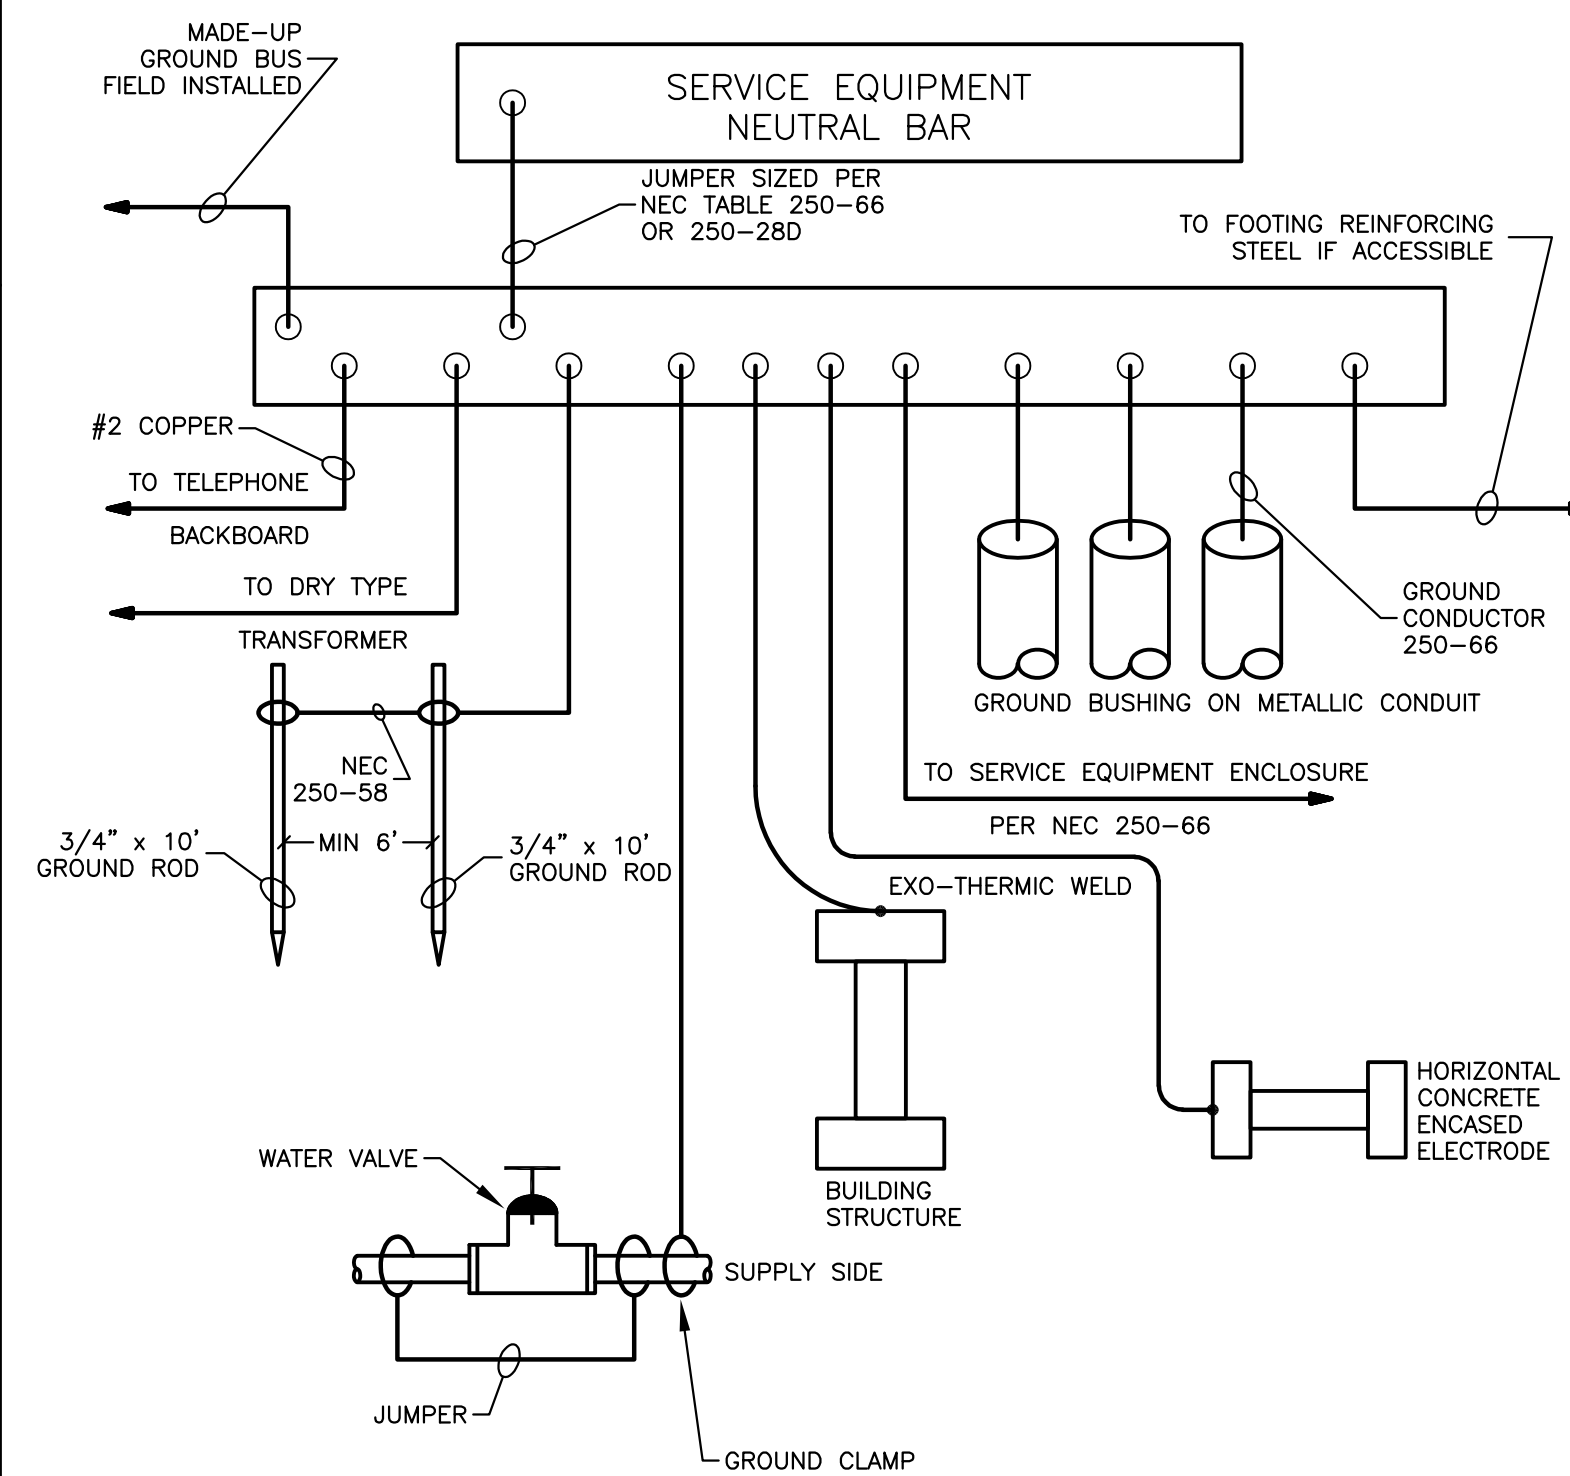 MADE-UP
GROUND BUS
FIELD INSTALLED
SERVICE EQUIPMENT
NEUTRAL BAR
JUMPER SIZED PER
NEC TABLE 250-66
OR 250-28D
TO FOOTING REINFORCING
STEEL IF ACCESSIBLE
#2 COPPER
TO TELEPHONE
BACKBOARD
TO DRY TYPE
TRANSFORMER
GROUND
CONDUCTOR
250-66
GROUND BUSHING ON METALLIC CONDUIT
NEC
250-58
TO SERVICE EQUIPMENT ENCLOSURE
PER NEC 250-66
3/4" x 10'
GROUND ROD
MIN 6'
3/4" x 10'
GROUND ROD
EXO-THERMIC WELD
HORIZONTAL
CONCRETE
ENCASED
ELECTRODE
WATER VALVE
BUILDING
STRUCTURE
SUPPLY SIDE
JUMPER
GROUND CLAMP